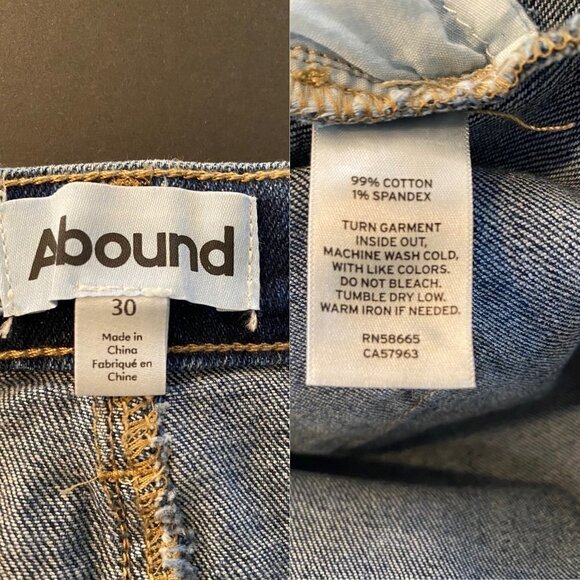 Abound
30
Made in
China
Fabriqué en
Chine
99% COTTON
1% SPANDEX
TURN GARMENT
INSIDE OUT,
MACHINE WASH COLD,
WITH LIKE COLORS.
DO NOT BLEACH.
TUMBLE DRY LOW.
WARM IRON IF NEEDED.
RN58665
CA57963